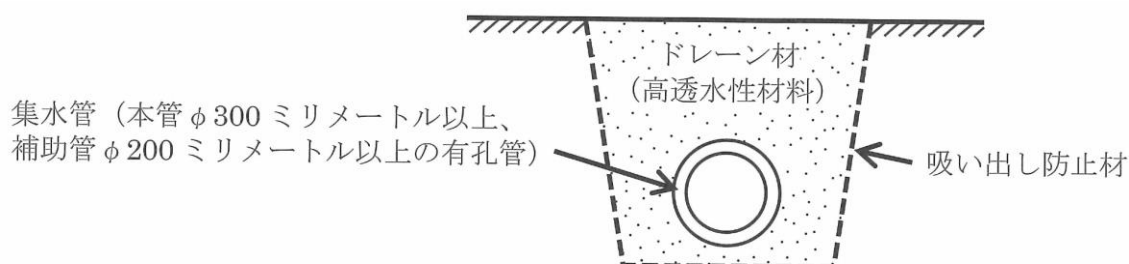 ドレーン材
（高透水性材料）
集水管（本管φ300 ミリメートル以上、
補助管φ200 ミリメートル以上の有孔管）
吸い出し防止材